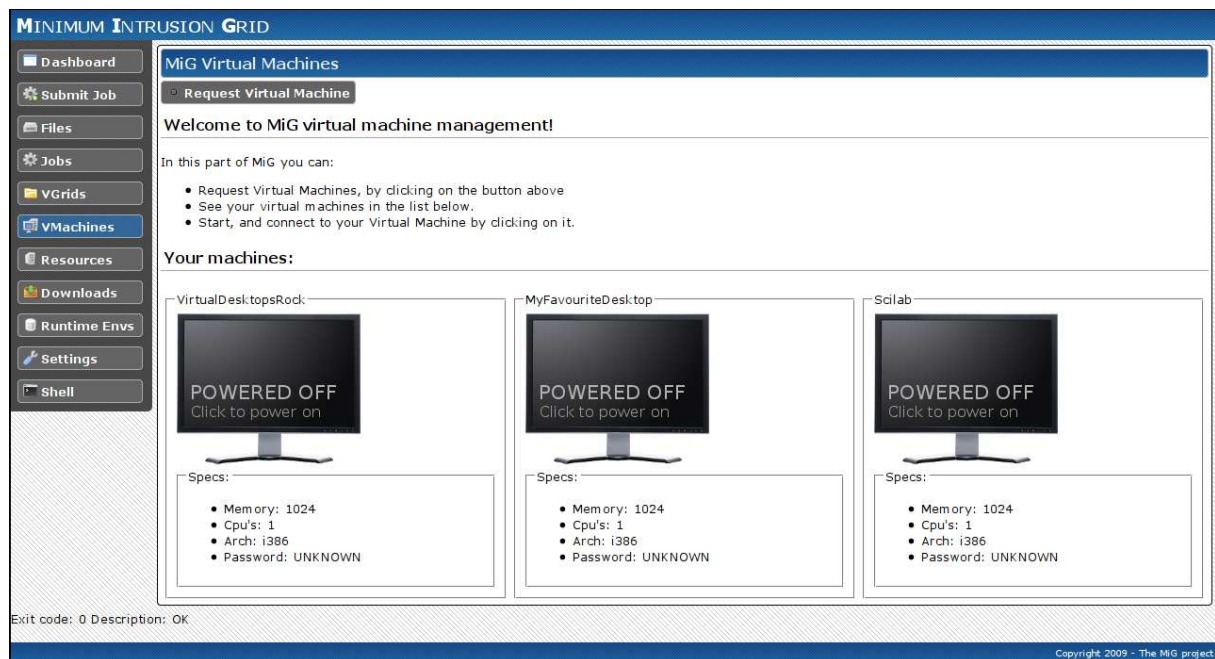 MINIMUM INTRUSION GRID
Dashboard
Submit Job
Files
Jobs
VGrids
VMachines
Resources
Downloads
Runtime Envs
Settings
Shell
MiG Virtual Machines
Request Virtual Machine
Welcome to MiG virtual machine management!
In this part of MiG you can:
• Request Virtual Machines, by clicking on the button above
• See your virtual machines in the list below.
• Start, and connect to your Virtual Machine by clicking on it.
Your machines:
VirtualDesktopsRock
POWERED OFF
Click to power on
Specs:
• Memory: 1024
• Cpu's: 1
• Arch: i386
• Password: UNKNOWN
MyFavouriteDesktop
POWERED OFF
Click to power on
Specs:
• Memory: 1024
• Cpu's: 1
• Arch: i386
• Password: UNKNOWN
Scilab
POWERED OFF
Click to power on
Specs:
• Memory: 1024
• Cpu's: 1
• Arch: i386
• Password: UNKNOWN
Exit code: 0 Description: OK
Copyright 2009 - The MiG project